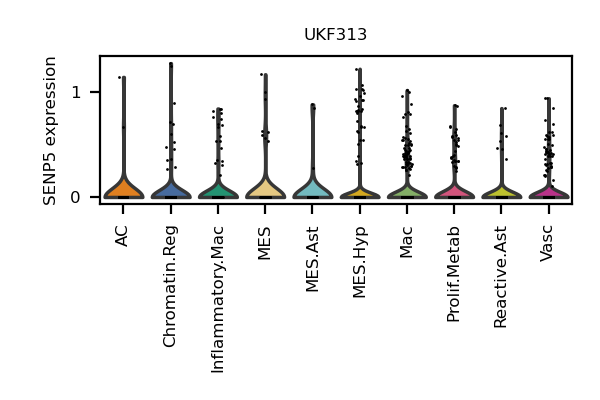 UKF313
SENP5 expression
1
0
AC
Chromatin.Reg
Inflammatory.Mac
MES
MES.Ast
MES.Hyp
Mac
Prolif.Metab
Reactive.Ast
Vasc